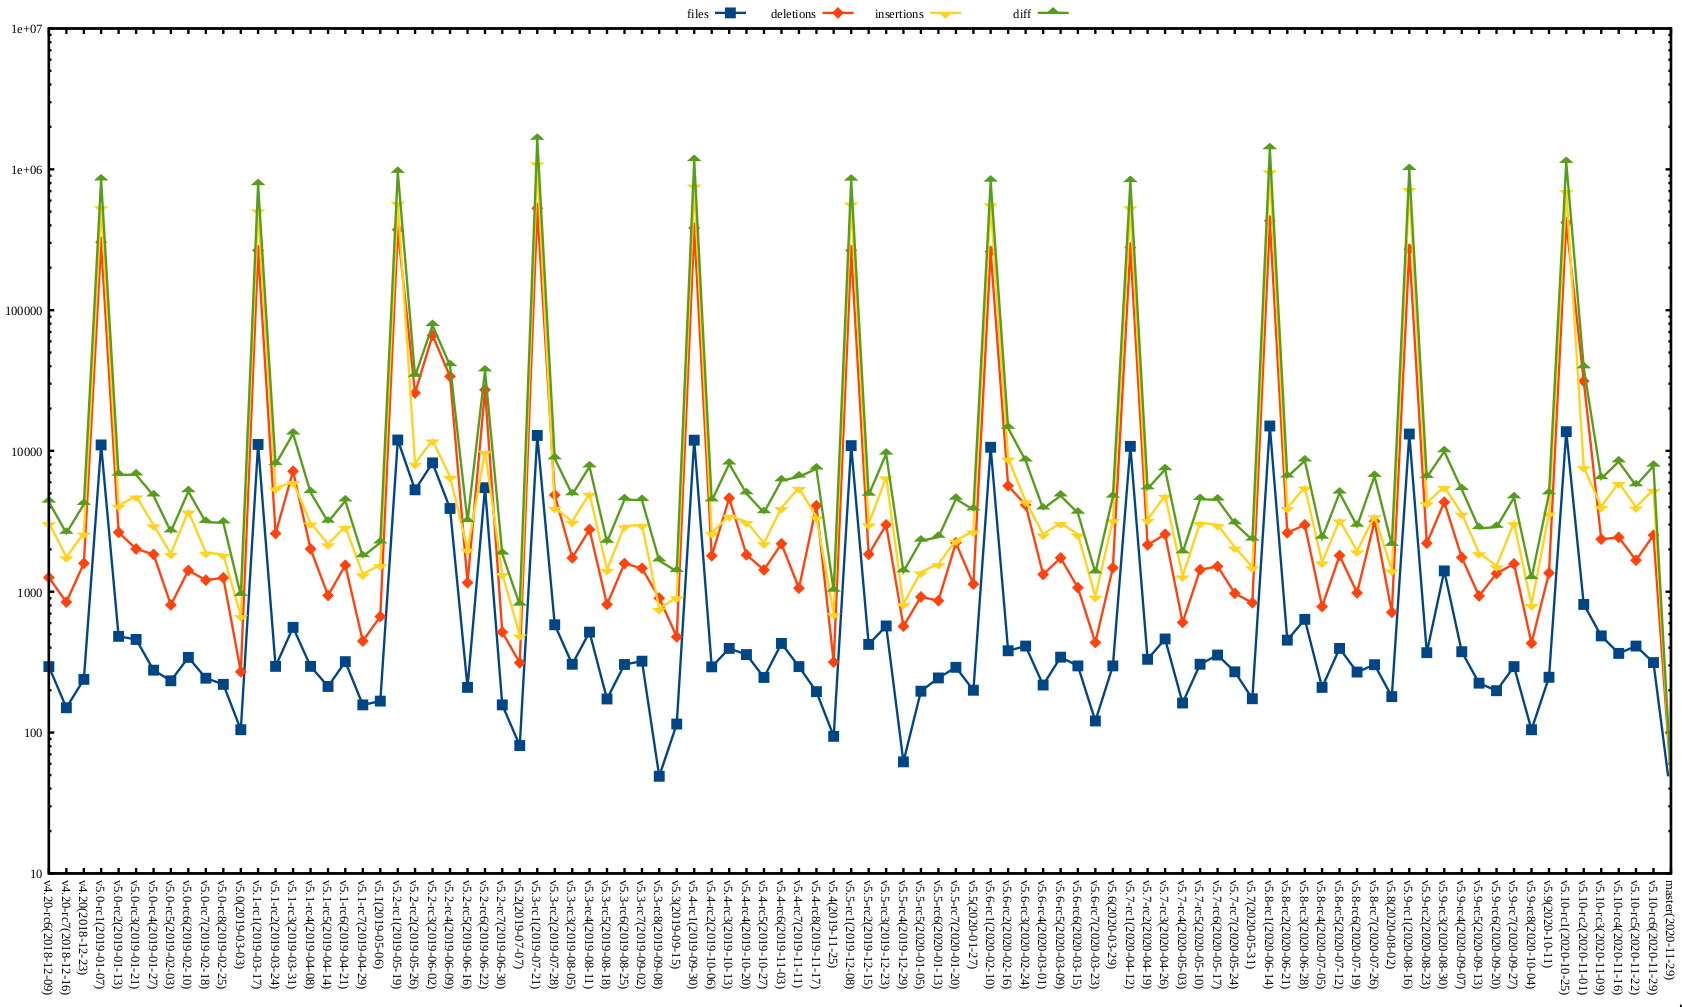 files deletions insertions diff
1e+07
1e+06
100000
10000
1000
100
10
v4.20-rc6(2018-12-09)
v4.20-rc7(2018-12-16)
v4.20(2018-12-23)
v5.0-rc1(2019-01-07)
v5.0-rc2(2019-01-13)
v5.0-rc3(2019-01-21)
v5.0-rc4(2019-01-27)
v5.0-rc5(2019-02-03)
v5.0-rc6(2019-02-10)
v5.0-rc7(2019-02-18)
v5.0-rc8(2019-02-25)
v5.0(2019-03-03)
v5.1-rc1(2019-03-17)
v5.1-rc2(2019-03-24)
v5.1-rc3(2019-03-31)
v5.1-rc4(2019-04-08)
v5.1-rc5(2019-04-14)
v5.1-rc6(2019-04-21)
v5.1-rc7(2019-04-29)
v5.1(2019-05-06)
v5.2-rc1(2019-05-19)
v5.2-rc2(2019-05-26)
v5.2-rc3(2019-06-02)
v5.2-rc4(2019-06-09)
v5.2-rc5(2019-06-16)
v5.2-rc6(2019-06-22)
v5.2-rc7(2019-06-30)
v5.2(2019-07-07)
v5.3-rc1(2019-07-21)
v5.3-rc2(2019-07-28)
v5.3-rc3(2019-08-05)
v5.3-rc4(2019-08-11)
v5.3-rc5(2019-08-18)
v5.3-rc6(2019-08-25)
v5.3-rc7(2019-09-02)
v5.3-rc8(2019-09-08)
v5.3(2019-09-15)
v5.4-rc1(2019-09-30)
v5.4-rc2(2019-10-06)
v5.4-rc3(2019-10-13)
v5.4-rc4(2019-10-20)
v5.4-rc5(2019-10-27)
v5.4-rc6(2019-11-03)
v5.4-rc7(2019-11-11)
v5.4-rc8(2019-11-17)
v5.4(2019-11-25)
v5.5-rc1(2019-12-08)
v5.5-rc2(2019-12-15)
v5.5-rc3(2019-12-23)
v5.5-rc4(2019-12-29)
v5.5-rc5(2020-01-05)
v5.5-rc6(2020-01-13)
v5.5-rc7(2020-01-20)
v5.5(2020-01-27)
v5.6-rc1(2020-02-10)
v5.6-rc2(2020-02-16)
v5.6-rc3(2020-02-24)
v5.6-rc4(2020-03-01)
v5.6-rc5(2020-03-09)
v5.6-rc6(2020-03-15)
v5.6-rc7(2020-03-23)
v5.6(2020-03-29)
v5.7-rc1(2020-04-12)
v5.7-rc2(2020-04-19)
v5.7-rc3(2020-04-26)
v5.7-rc4(2020-05-03)
v5.7-rc5(2020-05-10)
v5.7-rc6(2020-05-17)
v5.7-rc7(2020-05-24)
v5.7(2020-05-31)
v5.8-rc1(2020-06-14)
v5.8-rc2(2020-06-21)
v5.8-rc3(2020-06-28)
v5.8-rc4(2020-07-05)
v5.8-rc5(2020-07-12)
v5.8-rc6(2020-07-19)
v5.8-rc7(2020-07-26)
v5.8(2020-08-02)
v5.9-rc1(2020-08-16)
v5.9-rc2(2020-08-23)
v5.9-rc3(2020-08-30)
v5.9-rc4(2020-09-07)
v5.9-rc5(2020-09-13)
v5.9-rc6(2020-09-20)
v5.9-rc7(2020-09-27)
v5.9-rc8(2020-10-04)
v5.9(2020-10-11)
v5.10-rc1(2020-10-25)
v5.10-rc2(2020-11-01)
v5.10-rc3(2020-11-09)
v5.10-rc4(2020-11-16)
v5.10-rc5(2020-11-22)
v5.10-rc6(2020-11-29)
master(2020-11-29)